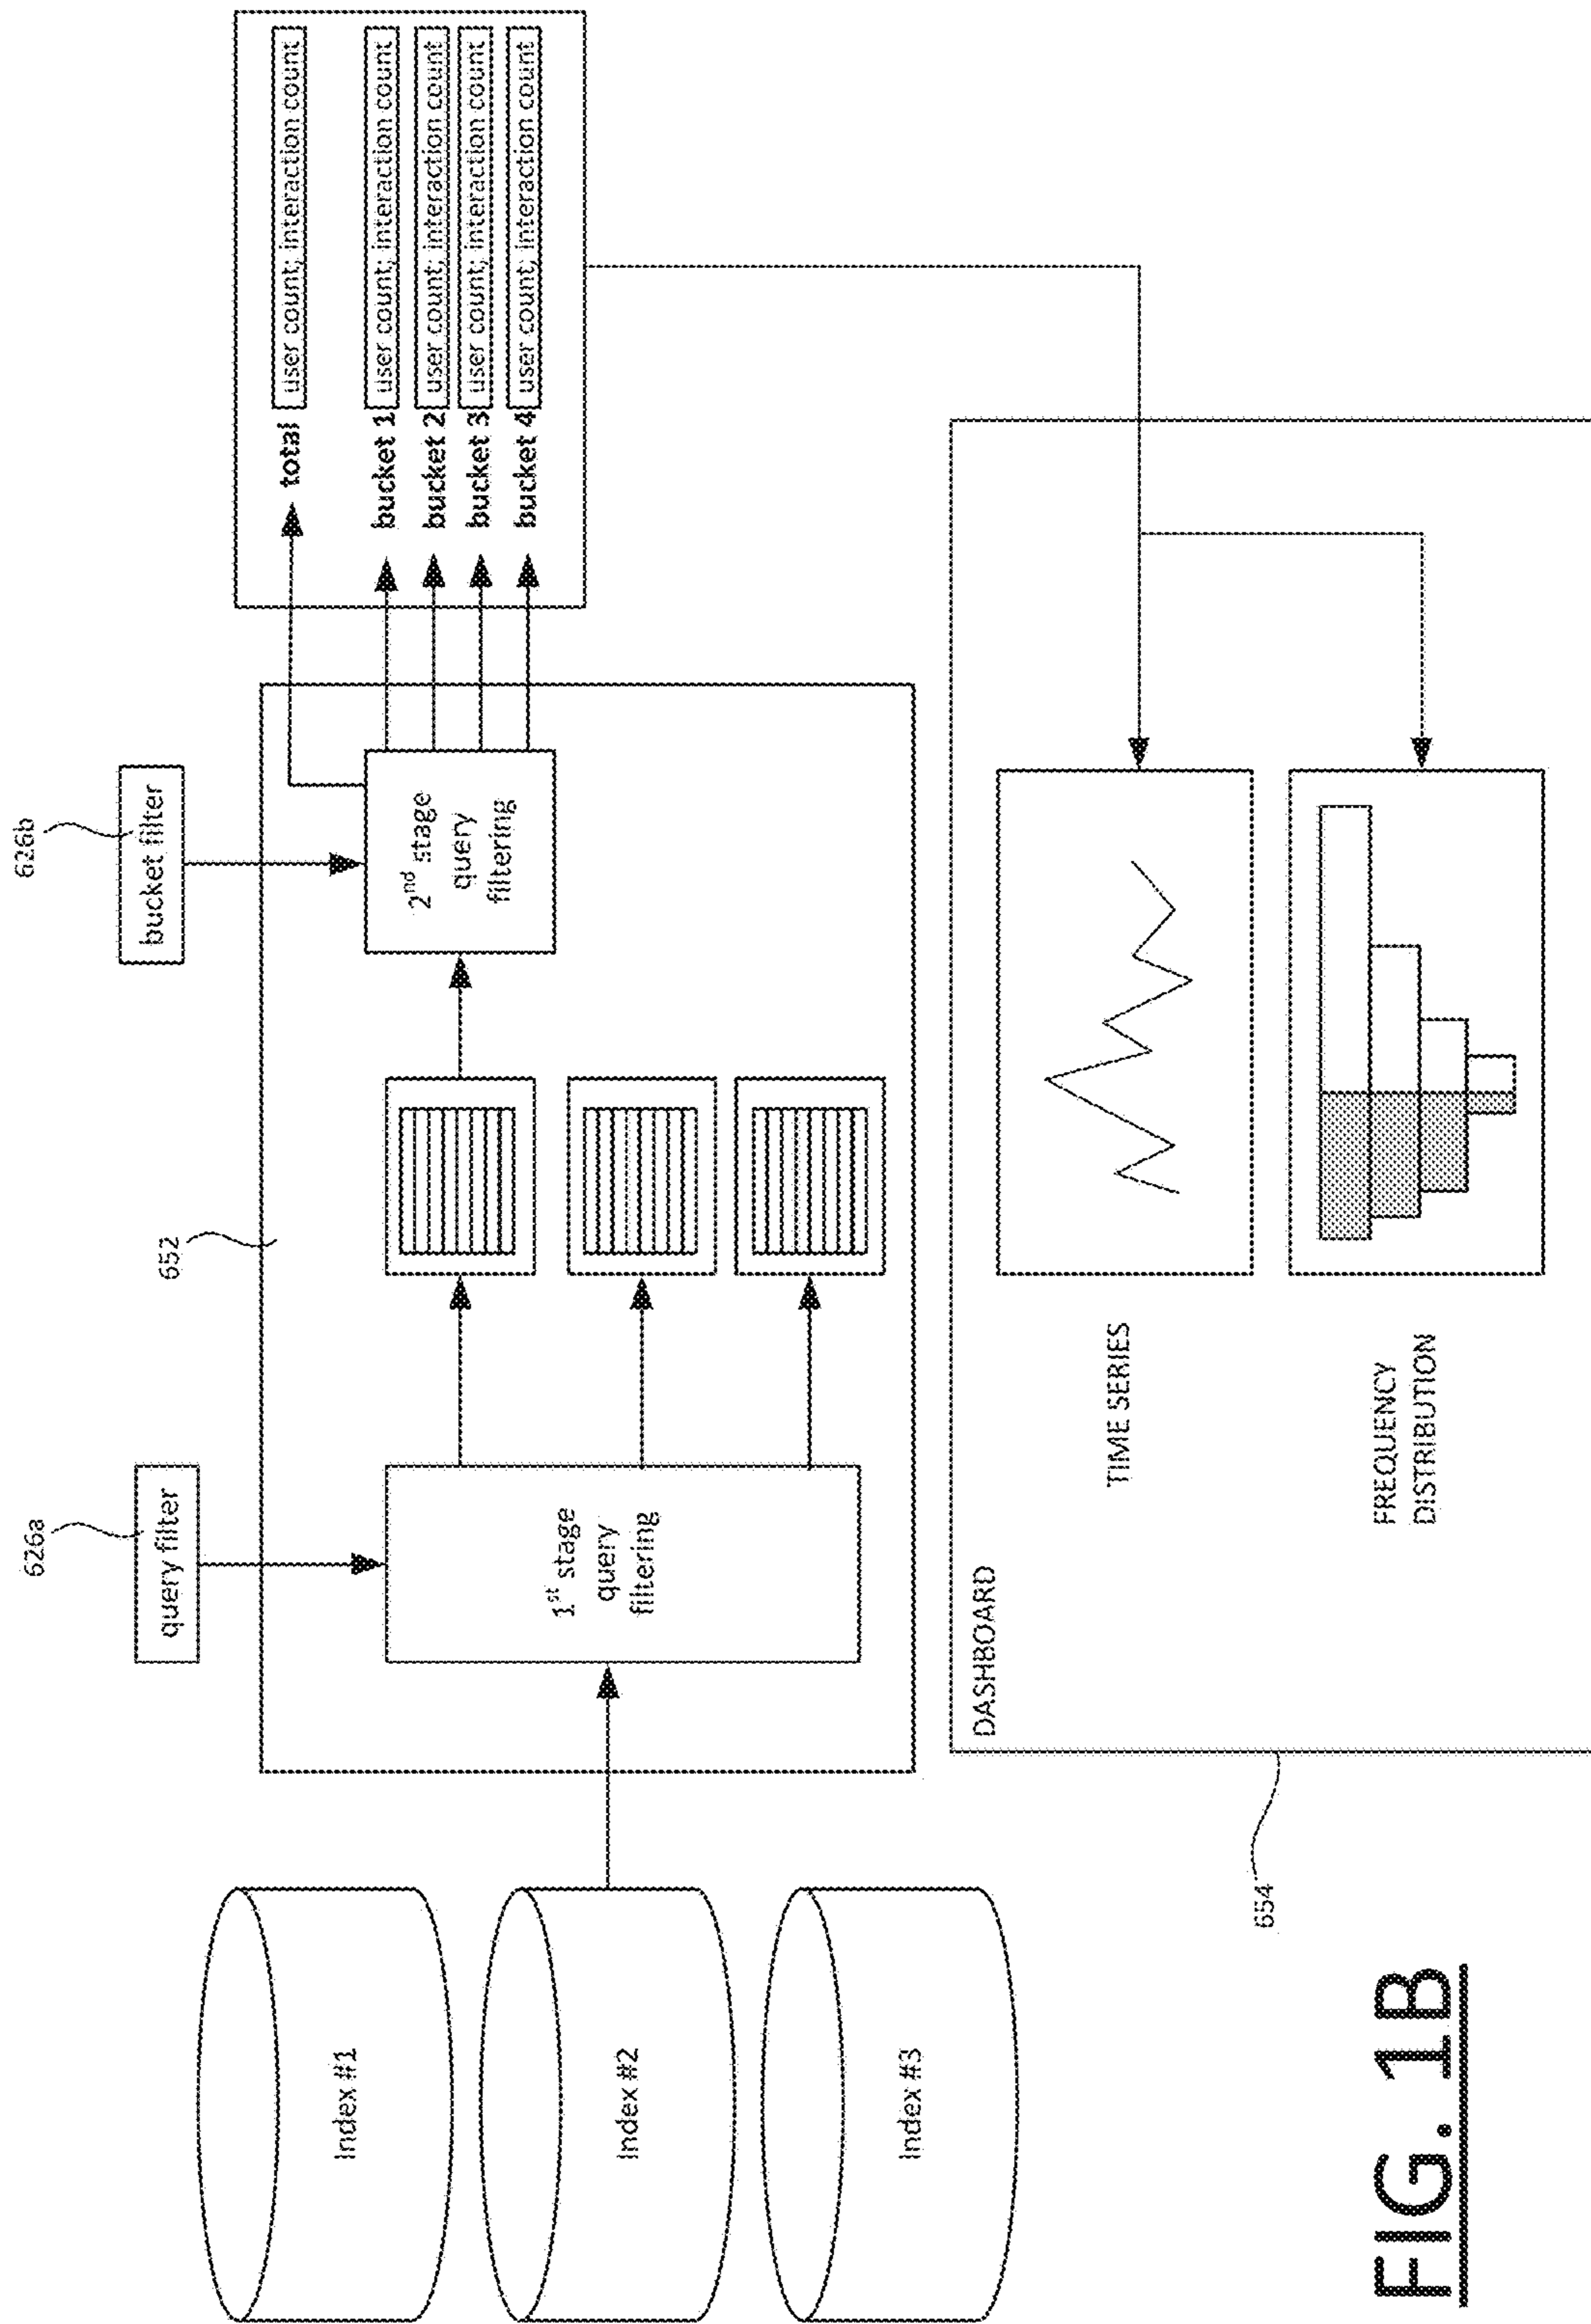 626a
626b
query filter
bucket filter
652
Index #1
Index #2
Index #3
1st stage
query
filtering
2nd stage
query
filtering
total user count; interaction count
bucket 1 user count; interaction count
bucket 2 user count; interaction count
bucket 3 user count; interaction count
bucket 4 user count; interaction count
DASHBOARD
TIME SERIES
FREQUENCY
DISTRIBUTION
654
FIG. 1B